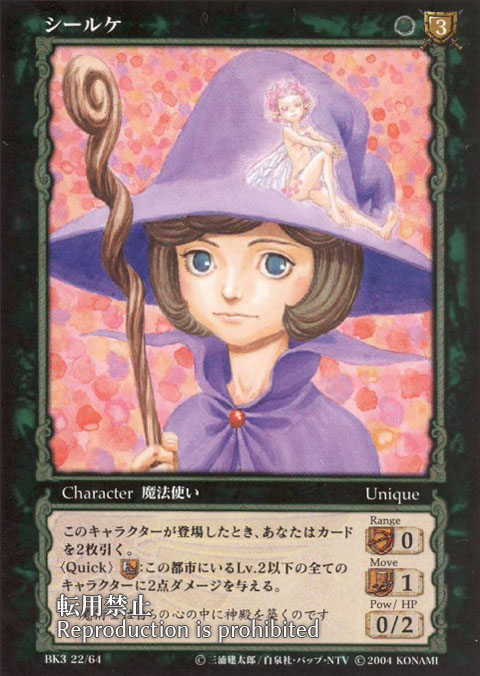 シールケ
3
Character 魔法使い Unique
このキャラクターが登場したとき、あなたはカード
を2枚引く。
〈Quick〉 :この都市にいるLv.2以下の全ての
キャラクターに2点ダメージを与える。
の心の中に神殿を築くのです
Range
0
Move
1
Pow/ HP
0/2
転用禁止
Reproduction is prohibited
BK3 22/64
© 三浦建太郎/白泉社・バップ・NTV © 2004 KONAMI